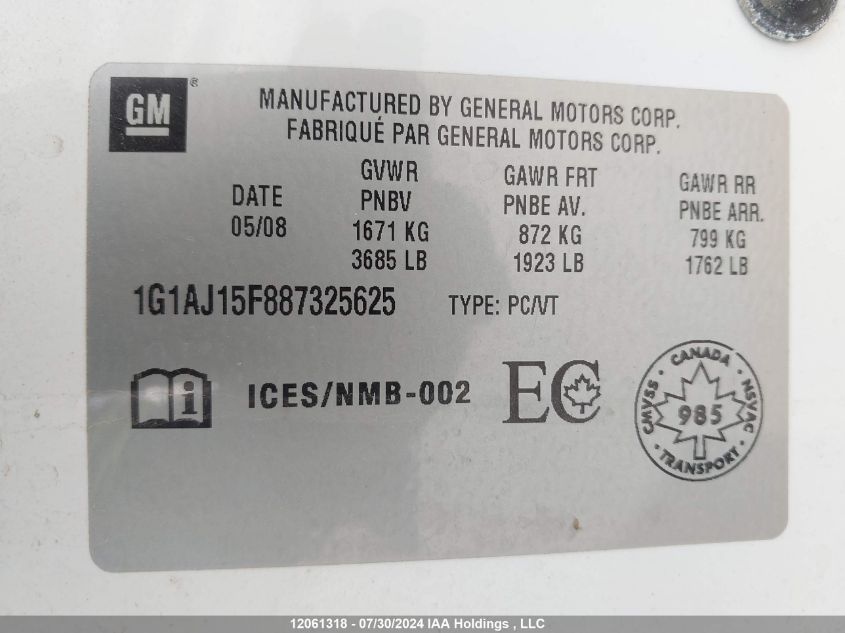 GM ®
MANUFACTURED BY GENERAL MOTORS CORP.
FABRIQUÉ PAR GENERAL MOTORS CORP.
DATE
05/08
GVWR
PNBV
1671 KG
3685 LB
GAWR FRT
PNBE AV.
872 KG
1923 LB
GAWR RR
PNBE ARR.
799 KG
1762 LB
1G1AJ15F887325625 TYPE: PC/VT
i
ICES/NMB-002
EC
CANADA
CMVSS 985 NSVAC
TRANSPORT
12061318 - 07/30/2024 IAA Holdings , LLC